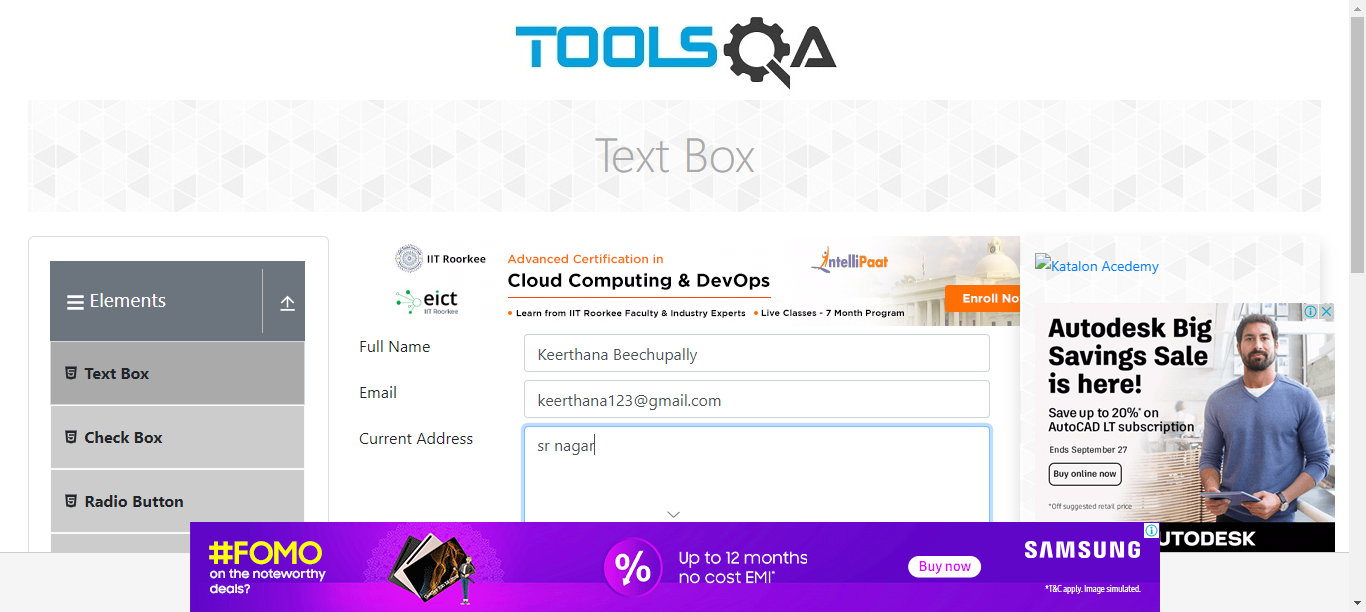 TOOLSQA
Text Box
Elements
Text Box
Check Box
Radio Button
IIT Roorkee
eict
IIT Roorkee
Advanced Certification in
Cloud Computing & DevOps
• Learn from IIT Roorkee Faculty & Industry Experts • Live Classes - 7 Month Program
IntelliPaat
Enroll No
Full Name
Keerthana Beechupally
Email
keerthana123@gmail.com
Current Address
sr nagar
Katalon Acedemy
Autodesk Big
Savings Sale
is here!
Save up to 20%* on
AutoCAD LT subscription
Ends September 27
Buy online now
*Off suggested retail price
UTODESK
#FOMO
on the noteworthy
deals?
%
Up to 12 months
no cost EMI*
Buy now
SAMSUNG
*T&C apply. Image simulated.